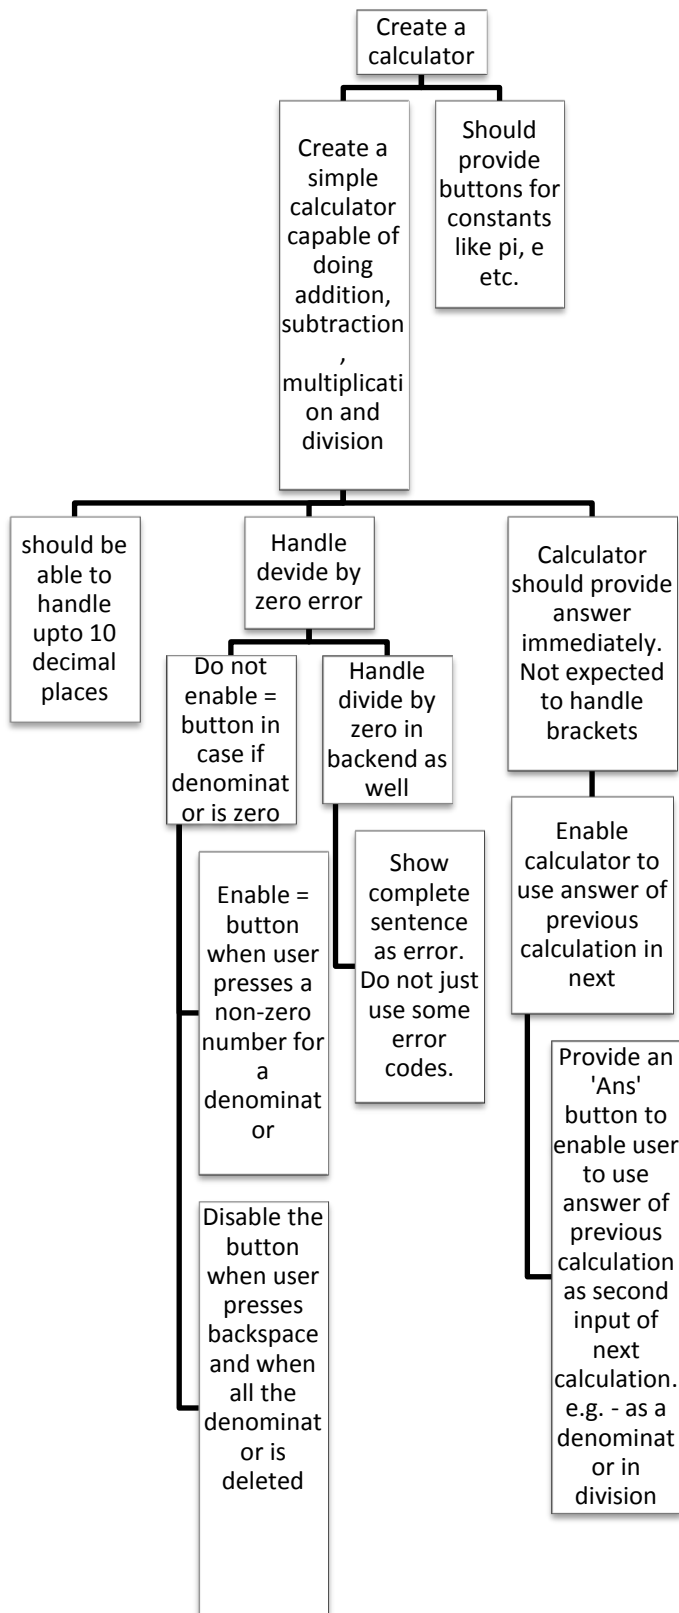 Create a
calculator
Create a
simple
calculator
capable of
doing
addition,
subtraction
,
multiplicati
on and
division
Should
provide
buttons for
constants
like pi, e
etc.
should be
able to
handle
upto 10
decimal
places
Handle
devide by
zero error
Do not
enable =
button in
case if
denominat
or is zero
Enable =
button
when user
presses a
non-zero
number for
a
denominat
or
Disable the
button
when user
presses
backspace
and when
all the
denominat
or is
deleted
Handle
divide by
zero in
backend as
well
Show
complete
sentence
as error.
Do not just
use some
error
codes.
Calculator
should provide
answer
immediately.
Not expected
to handle
brackets
Enable
calculator to
use answer of
previous
calculation in
next
Provide an
'Ans'
button to
enable user
to use
answer of
previous
calculation
as second
input of
next
calculation.
e.g. - as a
denominat
or in
division